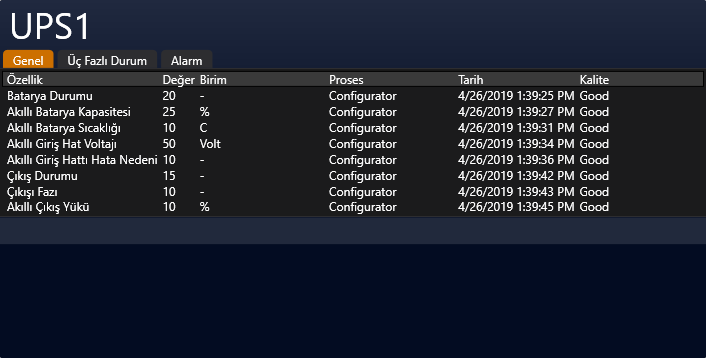 UPS1
Genel Üç Fazlı Durum Alarm
Özellik Değer Birim Proses Tarih Kalite
Batarya Durumu 20 - Configurator 4/26/2019 1:39:25 PM Good
Akıllı Batarya Kapasitesi 25 % Configurator 4/26/2019 1:39:27 PM Good
Akıllı Batarya Sıcaklığı 10 C Configurator 4/26/2019 1:39:31 PM Good
Akıllı Giriş Hat Voltajı 50 Volt Configurator 4/26/2019 1:39:34 PM Good
Akıllı Giriş Hattı Hata Nedeni 10 - Configurator 4/26/2019 1:39:36 PM Good
Çıkış Durumu 15 - Configurator 4/26/2019 1:39:42 PM Good
Çıkışı Fazı 10 - Configurator 4/26/2019 1:39:43 PM Good
Akıllı Çıkış Yükü 10 % Configurator 4/26/2019 1:39:45 PM Good